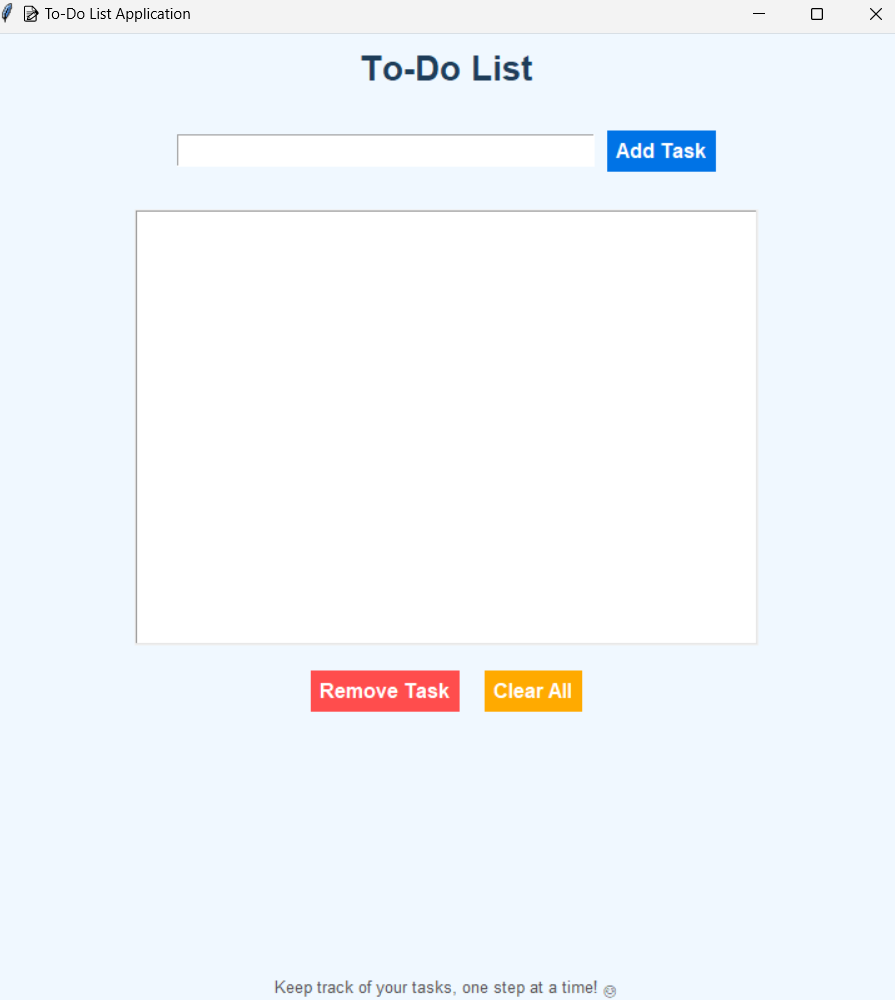 To-Do List Application
To-Do List
Add Task
Remove Task Clear All
Keep track of your tasks, one step at a time!